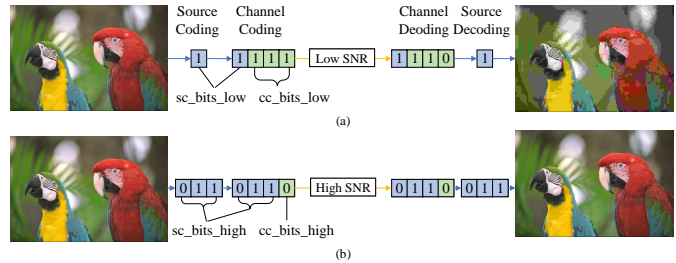 Source Coding
Channel Coding
Channel Deoding
Source Decoding
1
1 1 1 1
Low SNR
1 1 1 0
1
sc_bits_low
cc_bits_low
(a)
0 1 1
0 1 1 0
High SNR
0 1 1 0
0 1 1
sc_bits_high
cc_bits_high
(b)